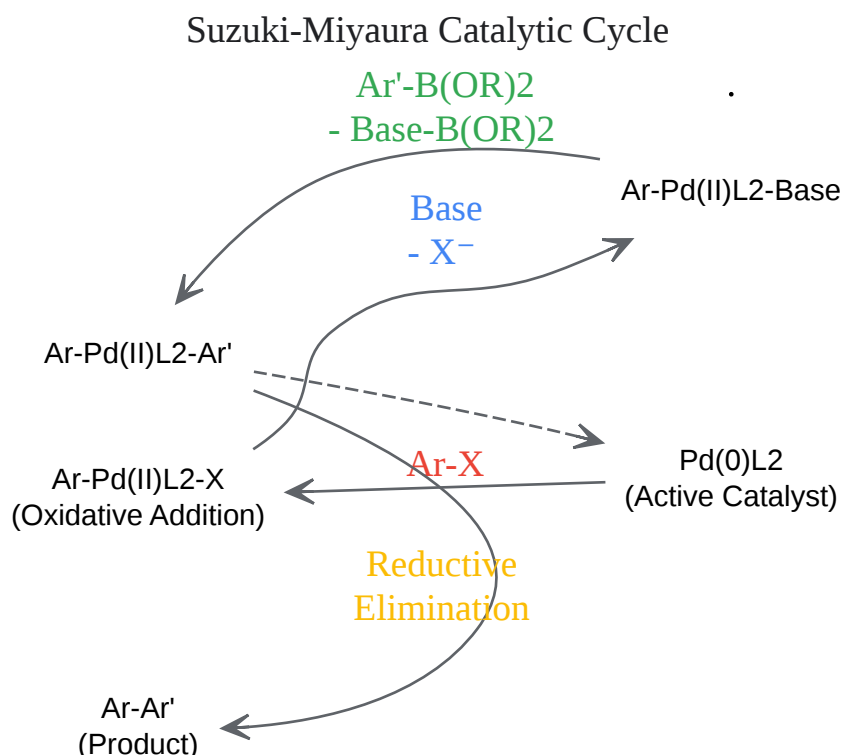 Suzuki-Miyaura Catalytic Cycle
Ar'-B(OR)2
- Base-B(OR)2
.
Ar-Pd(II)L2-Base
Base
- X⁻
Ar-Pd(II)L2-Ar'
Ar-X
Pd(0)L2
(Active Catalyst)
Ar-Pd(II)L2-X
(Oxidative Addition)
Reductive
Elimination
Ar-Ar'
(Product)